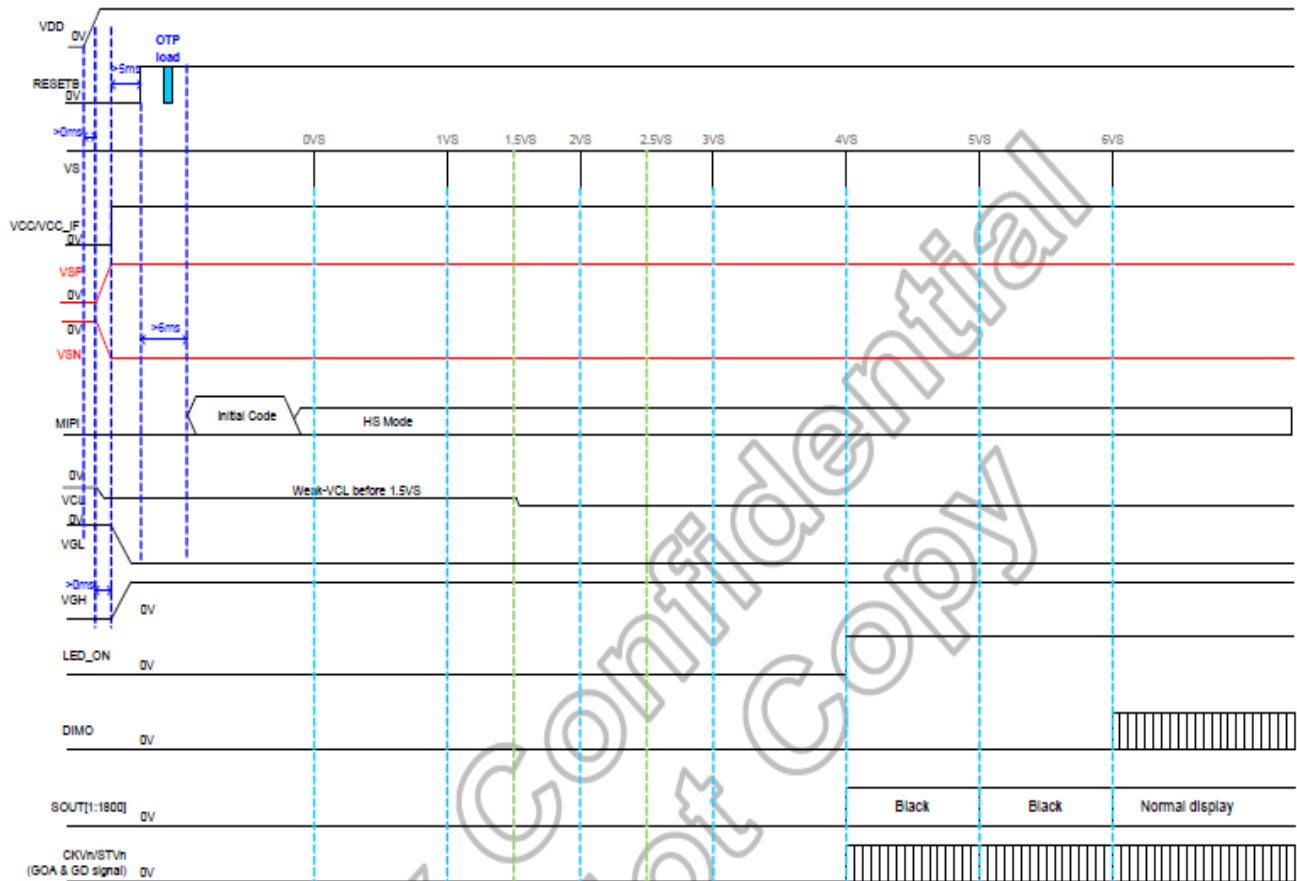 VDD
0V
OTP
load
>5ms
RESETB
0V
>0ms
0VS 1VS 1.5VS 2VS 2.5VS 3VS 4VS 5VS 6VS
VS
VCC/VCC_IF
0V
VSP
0V
0V
>5ms
VSN
MIPI
Initial Code
HS Mode
0V
VCL
Weak-VCL before 1.5VS
0V
VGL
>0ms
VGH
0V
LED_ON
0V
DIMO
0V
SOUT[1:1800]
0V
Black
Black
Normal display
CKVn/STVn
(GOA & GD signal)
0V
Confidential
Copy